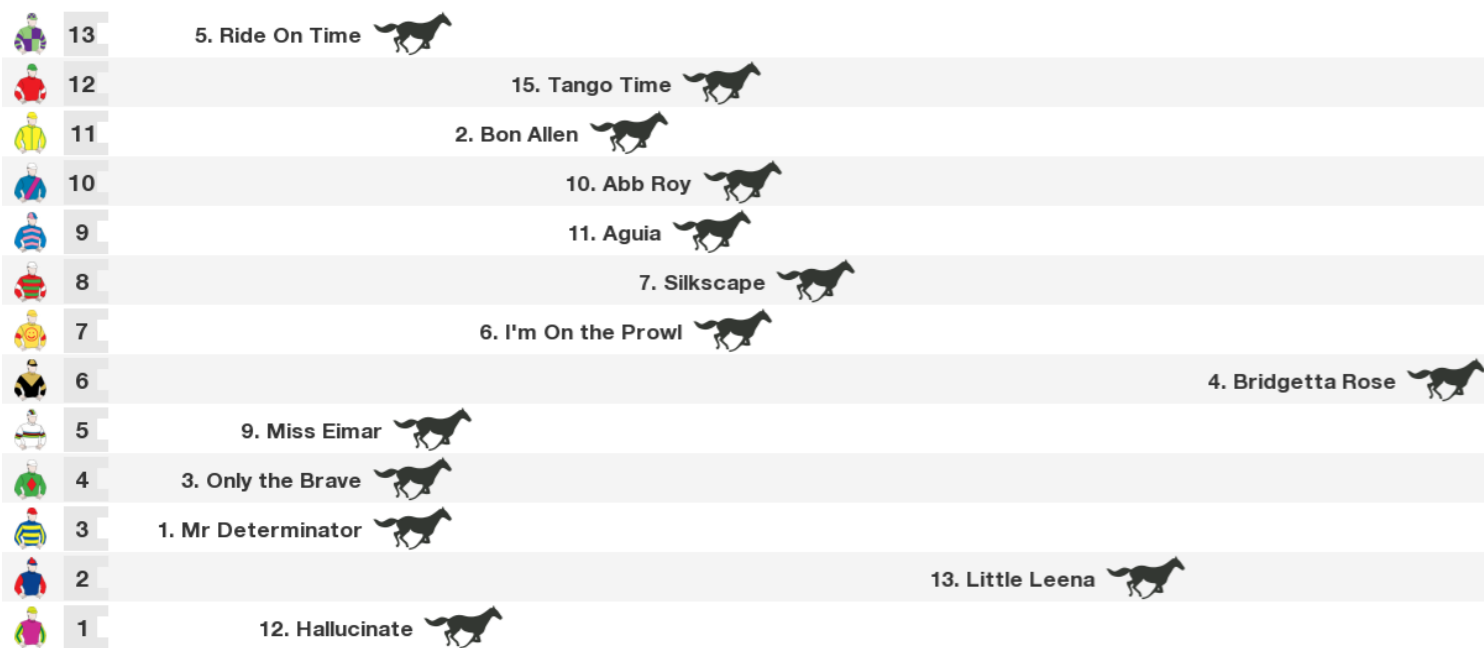 13 5. Ride On Time
12 15. Tango Time
11 2. Bon Allen
10 10. Abb Roy
9 11. Aguia
8 7. Silkscape
7 6. I'm On the Prowl
6 4. Bridgetta Rose
5 9. Miss Eimar
4 3. Only the Brave
3 1. Mr Determinator
2 13. Little Leena
1 12. Hallucinate